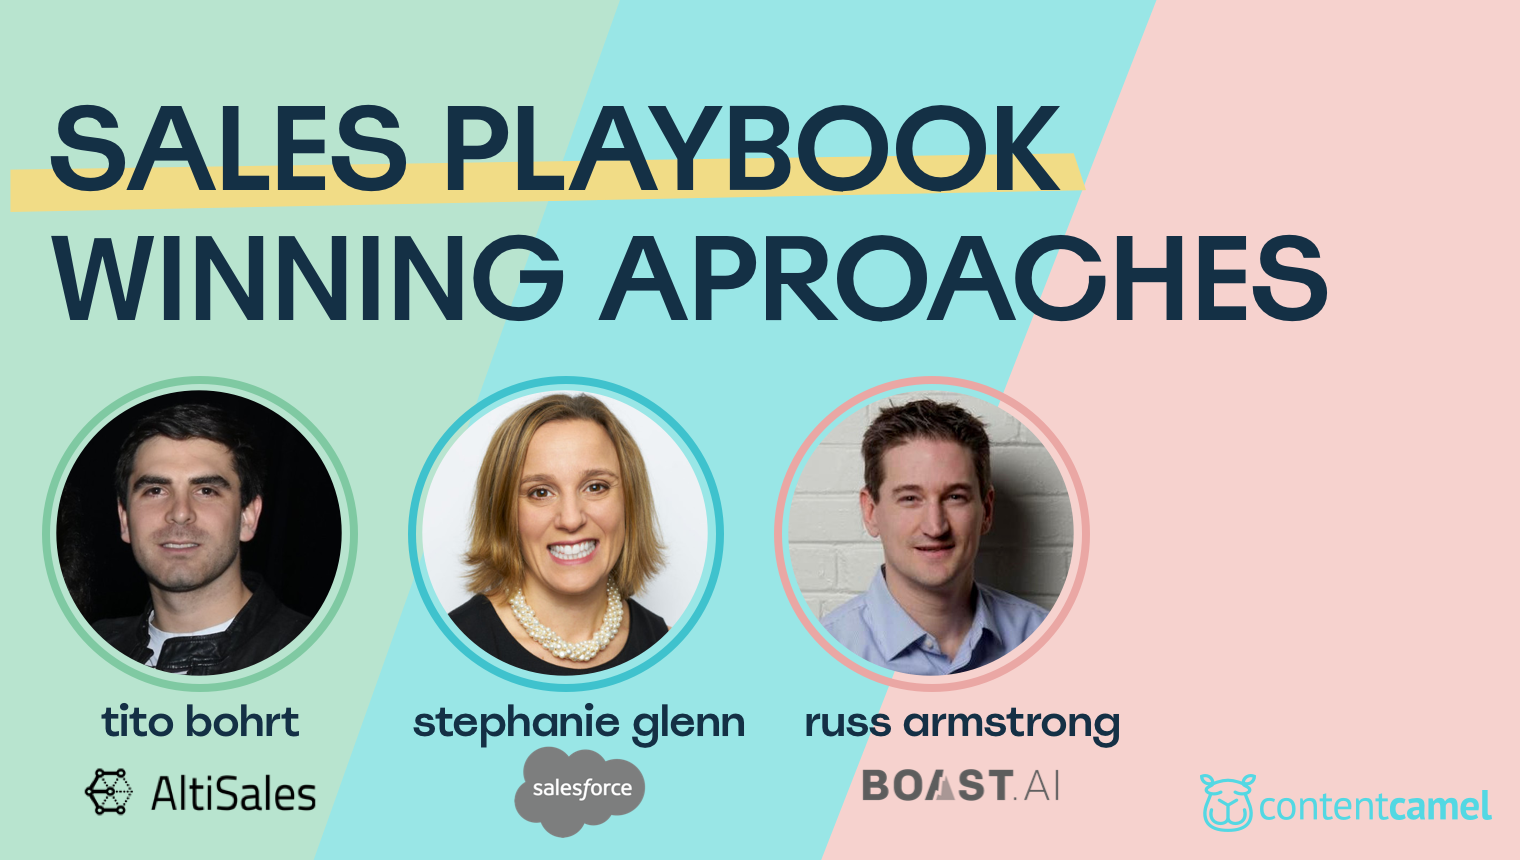 SALES PLAYBOOK
WINNING APROACHES
tito bohrt
stephanie glenn
russ armstrong
AltiSales
salesforce
BOAST.AI
contentcamel